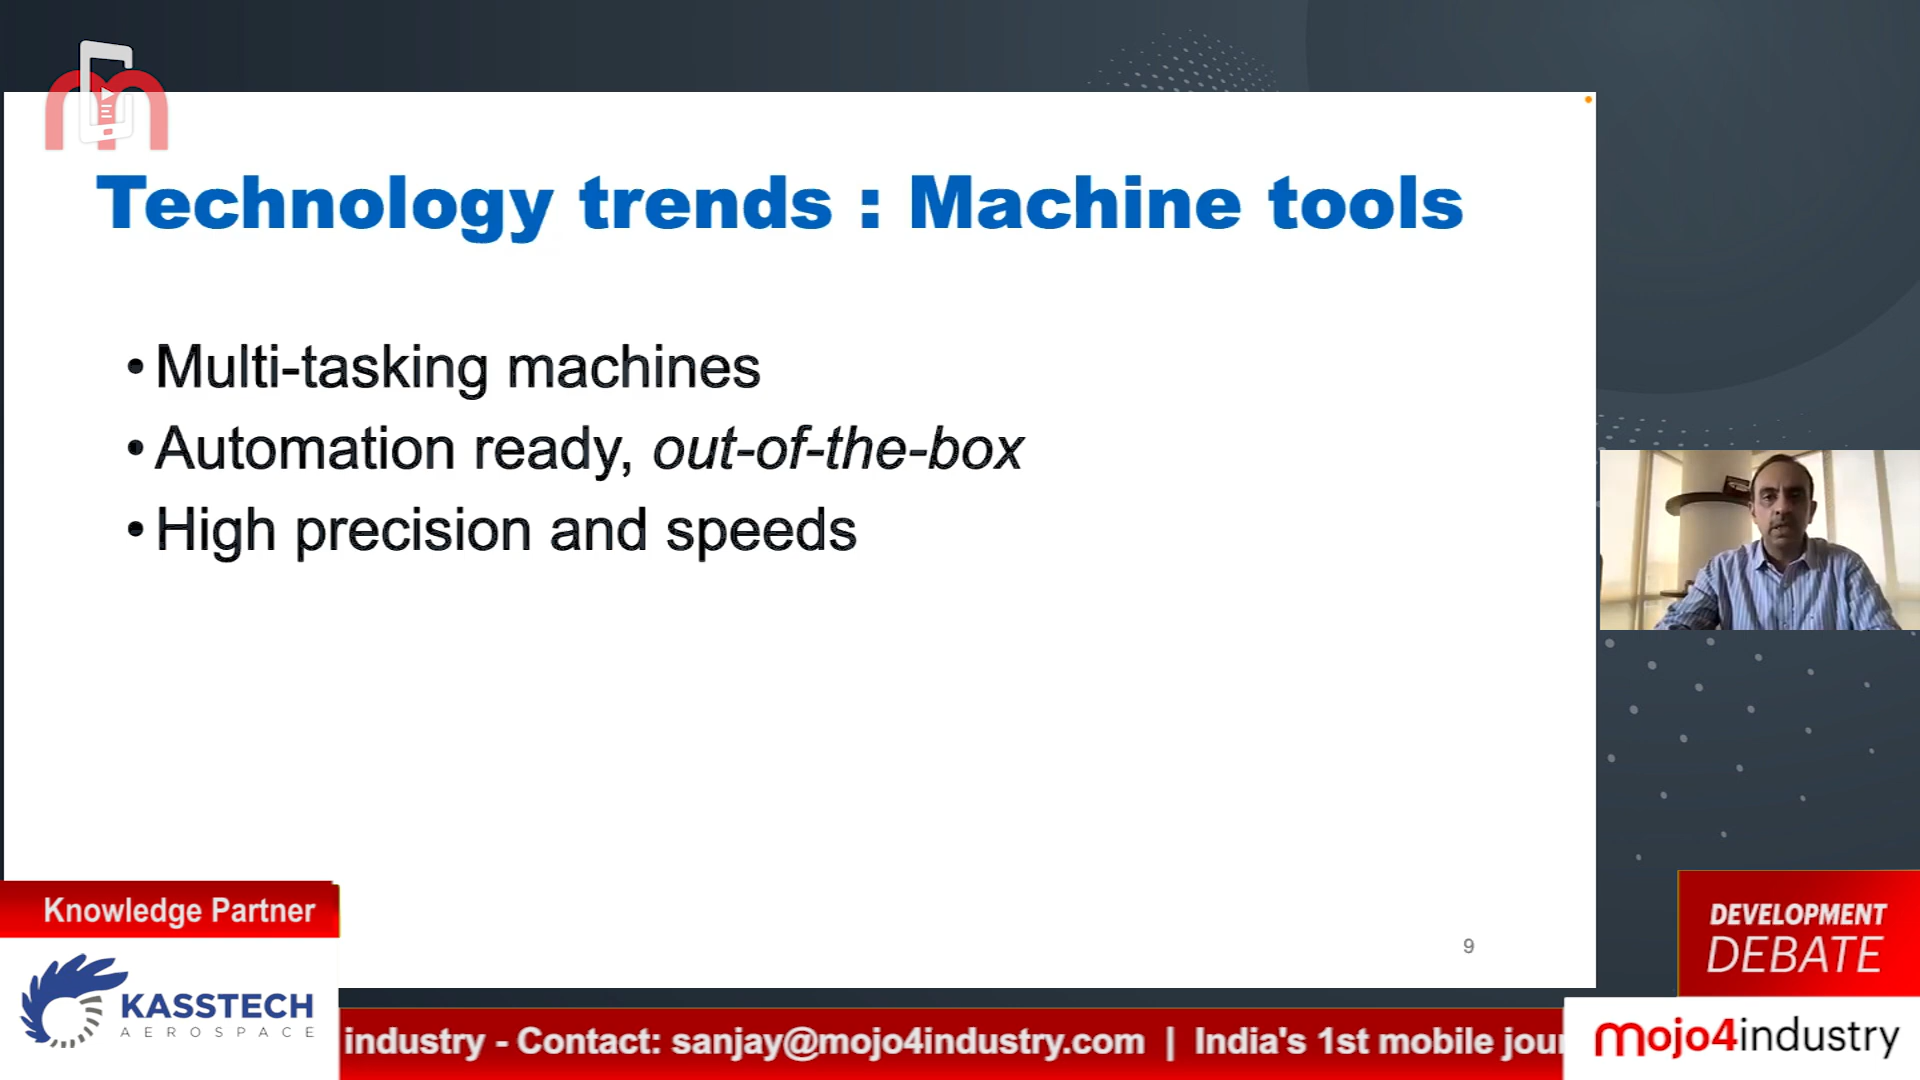 Technology trends : Machine tools
• Multi-tasking machines
• Automation ready, out-of-the-box
• High precision and speeds
9
Knowledge Partner
KASSTECH
AEROSPACE
industry - Contact: sanjay@mojo4industry.com | India's 1st mobile jour
DEVELOPMENT
DEBATE
mojo4industry